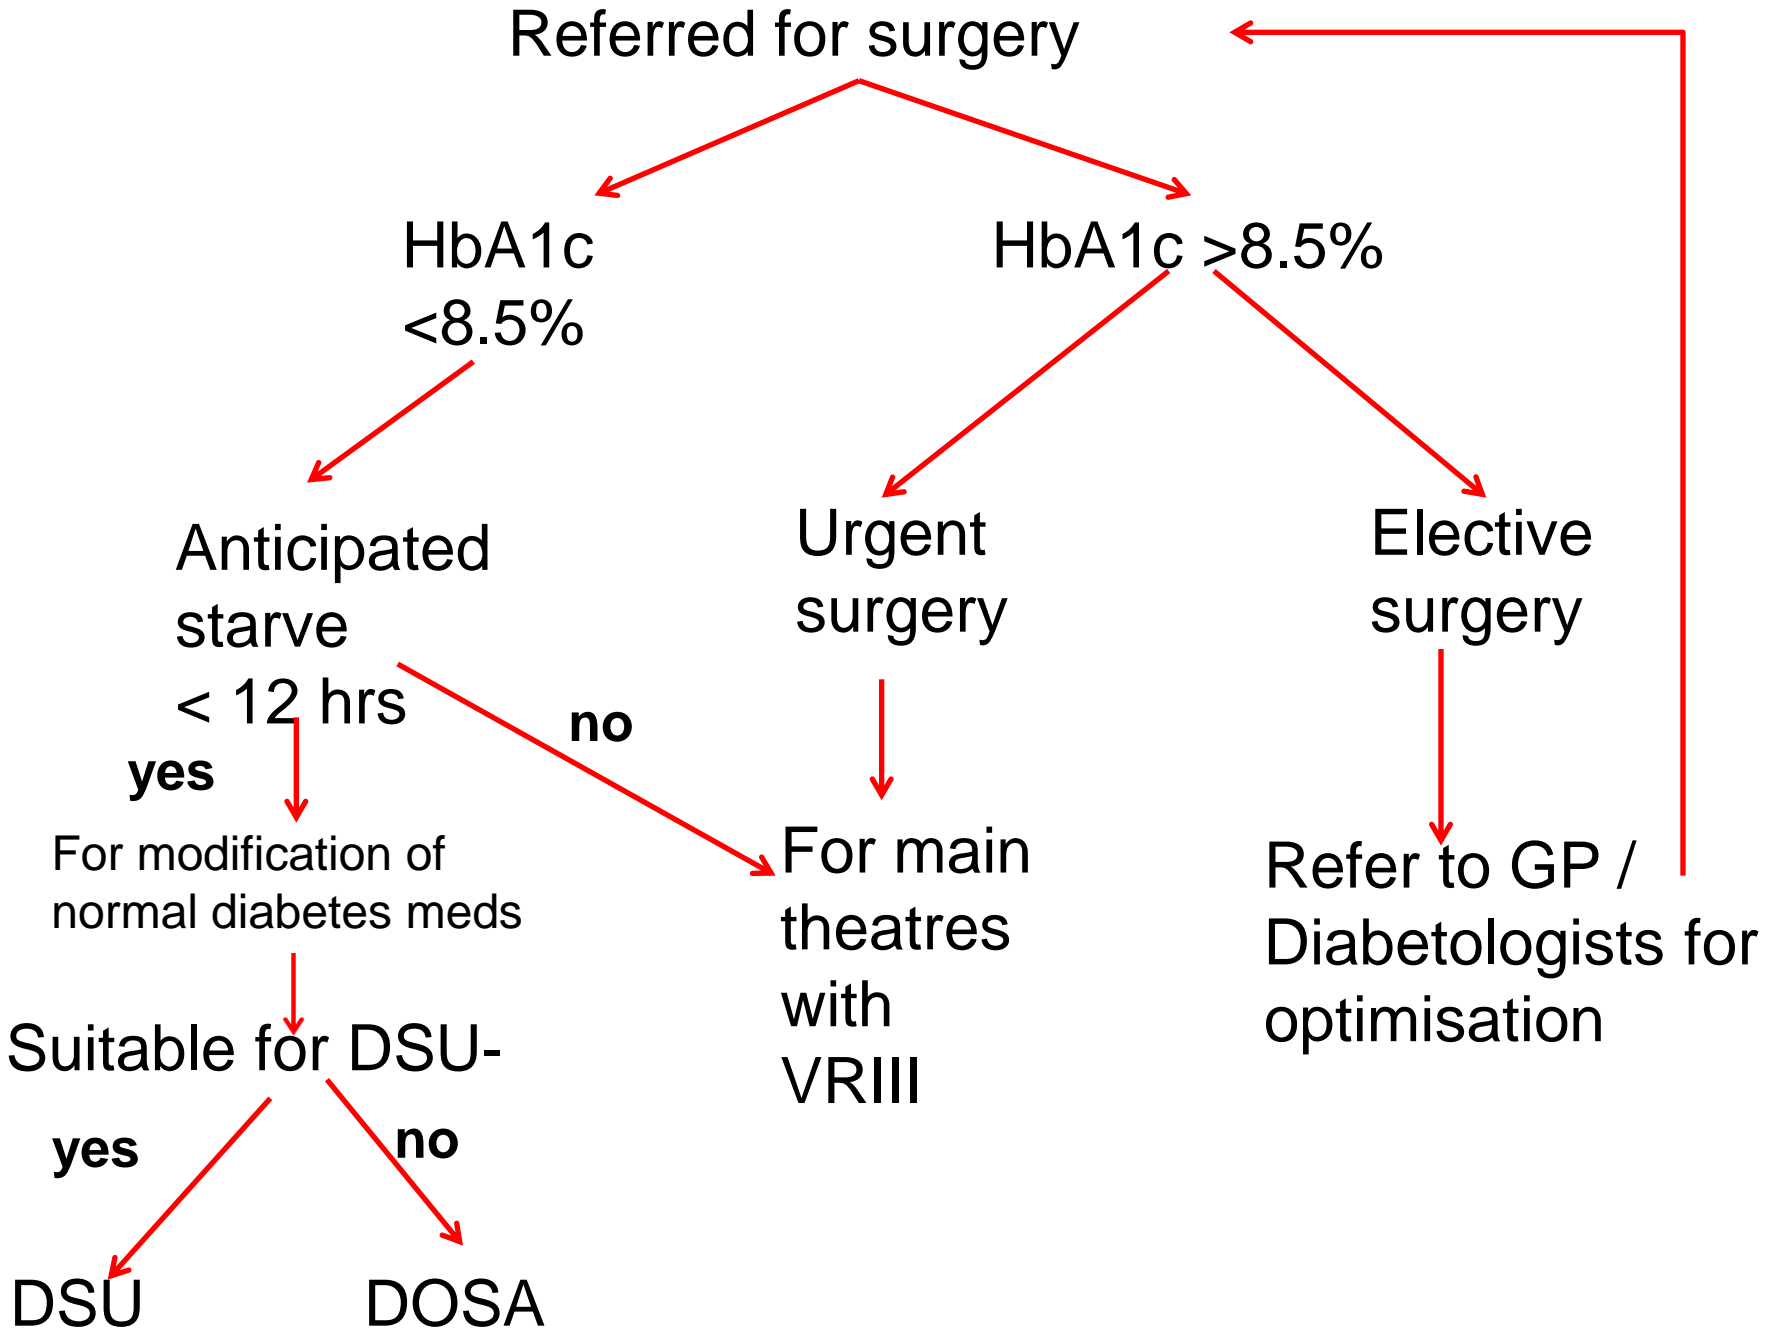 Referred for surgery
HbA1c
<8.5%
HbA1c >8.5%
Anticipated
starve
< 12 hrs
Urgent
surgery
Elective
surgery
no
yes
For modification of
normal diabetes meds
For main
theatres
with
VRIII
Refer to GP /
Diabetologists for
optimisation
Suitable for DSU-
yes
no
DSU
DOSA